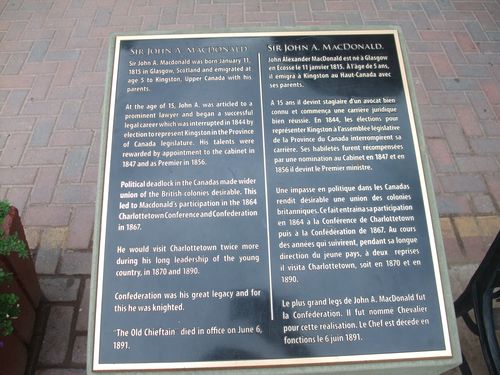 SIR JOHN A. MACDONALD
Sir John A. MacDonald was born January 11,
1815 in Glasgow, Scotland and emigrated at
age 5 to Kingston, Upper Canada with his
parents.
At the age of 15, John A. was articled to a
prominent lawyer and began a successful
legal career which was interrupted in 1844 by
election to represent Kingston in the Province
of Canada legislature. His talents were
rewarded by appointment to the cabinet in
1847 and as Premier in 1856.
Political deadlock in the Canadas made wider
union of the British colonies desirable. This
led to Macdonald's participation in the 1864
Charlottetown Conference and Confederation
in 1867.
He would visit Charlottetown twice more
during his long leadership of the young
country, in 1870 and 1890.
Confederation was his great legacy and for
this he was knighted.
"The Old Chieftain" died in office on June 6,
1891.
SIR JOHN A. MACDONALD.
John Alexander MacDonald est né à Glasgow
en Ecosse le 11 janvier 1815. À l'âge de 5 ans,
il émigra à Kingston au Haut-Canada avec
ses parents.
A 15 ans il devint stagiaire d'un avocat bien
connu et commença une carrière juridique
bien reussie. En 1844, les élections pour
représenter Kingston à l'assemblée legislative
de la Province du Canada interrompirent sa
carrière. Ses habiletés furent récompensées
par une nomination au Cabinet en 1847 et en
1856 il devint le Premier ministre.
Une impasse en politique dans les Canadas
rendit desirable une union des colonies
britanniques. Ce fait entraina sa participation
en 1864 a la Conférence de Charlottetown
puis à la Confédération de 1867. Au cours
des années qui suivirent, pendant sa longue
direction du jeune pays, à deux reprises
il visita Charlottetown, soit en 1870 et en
1890.
Le plus grand legs de John A. MacDonald fut
la Confederation. Il fut nomme Chevalier
pour cette realisation. Le Chef est decede en
fonctions le 6 juin 1891.